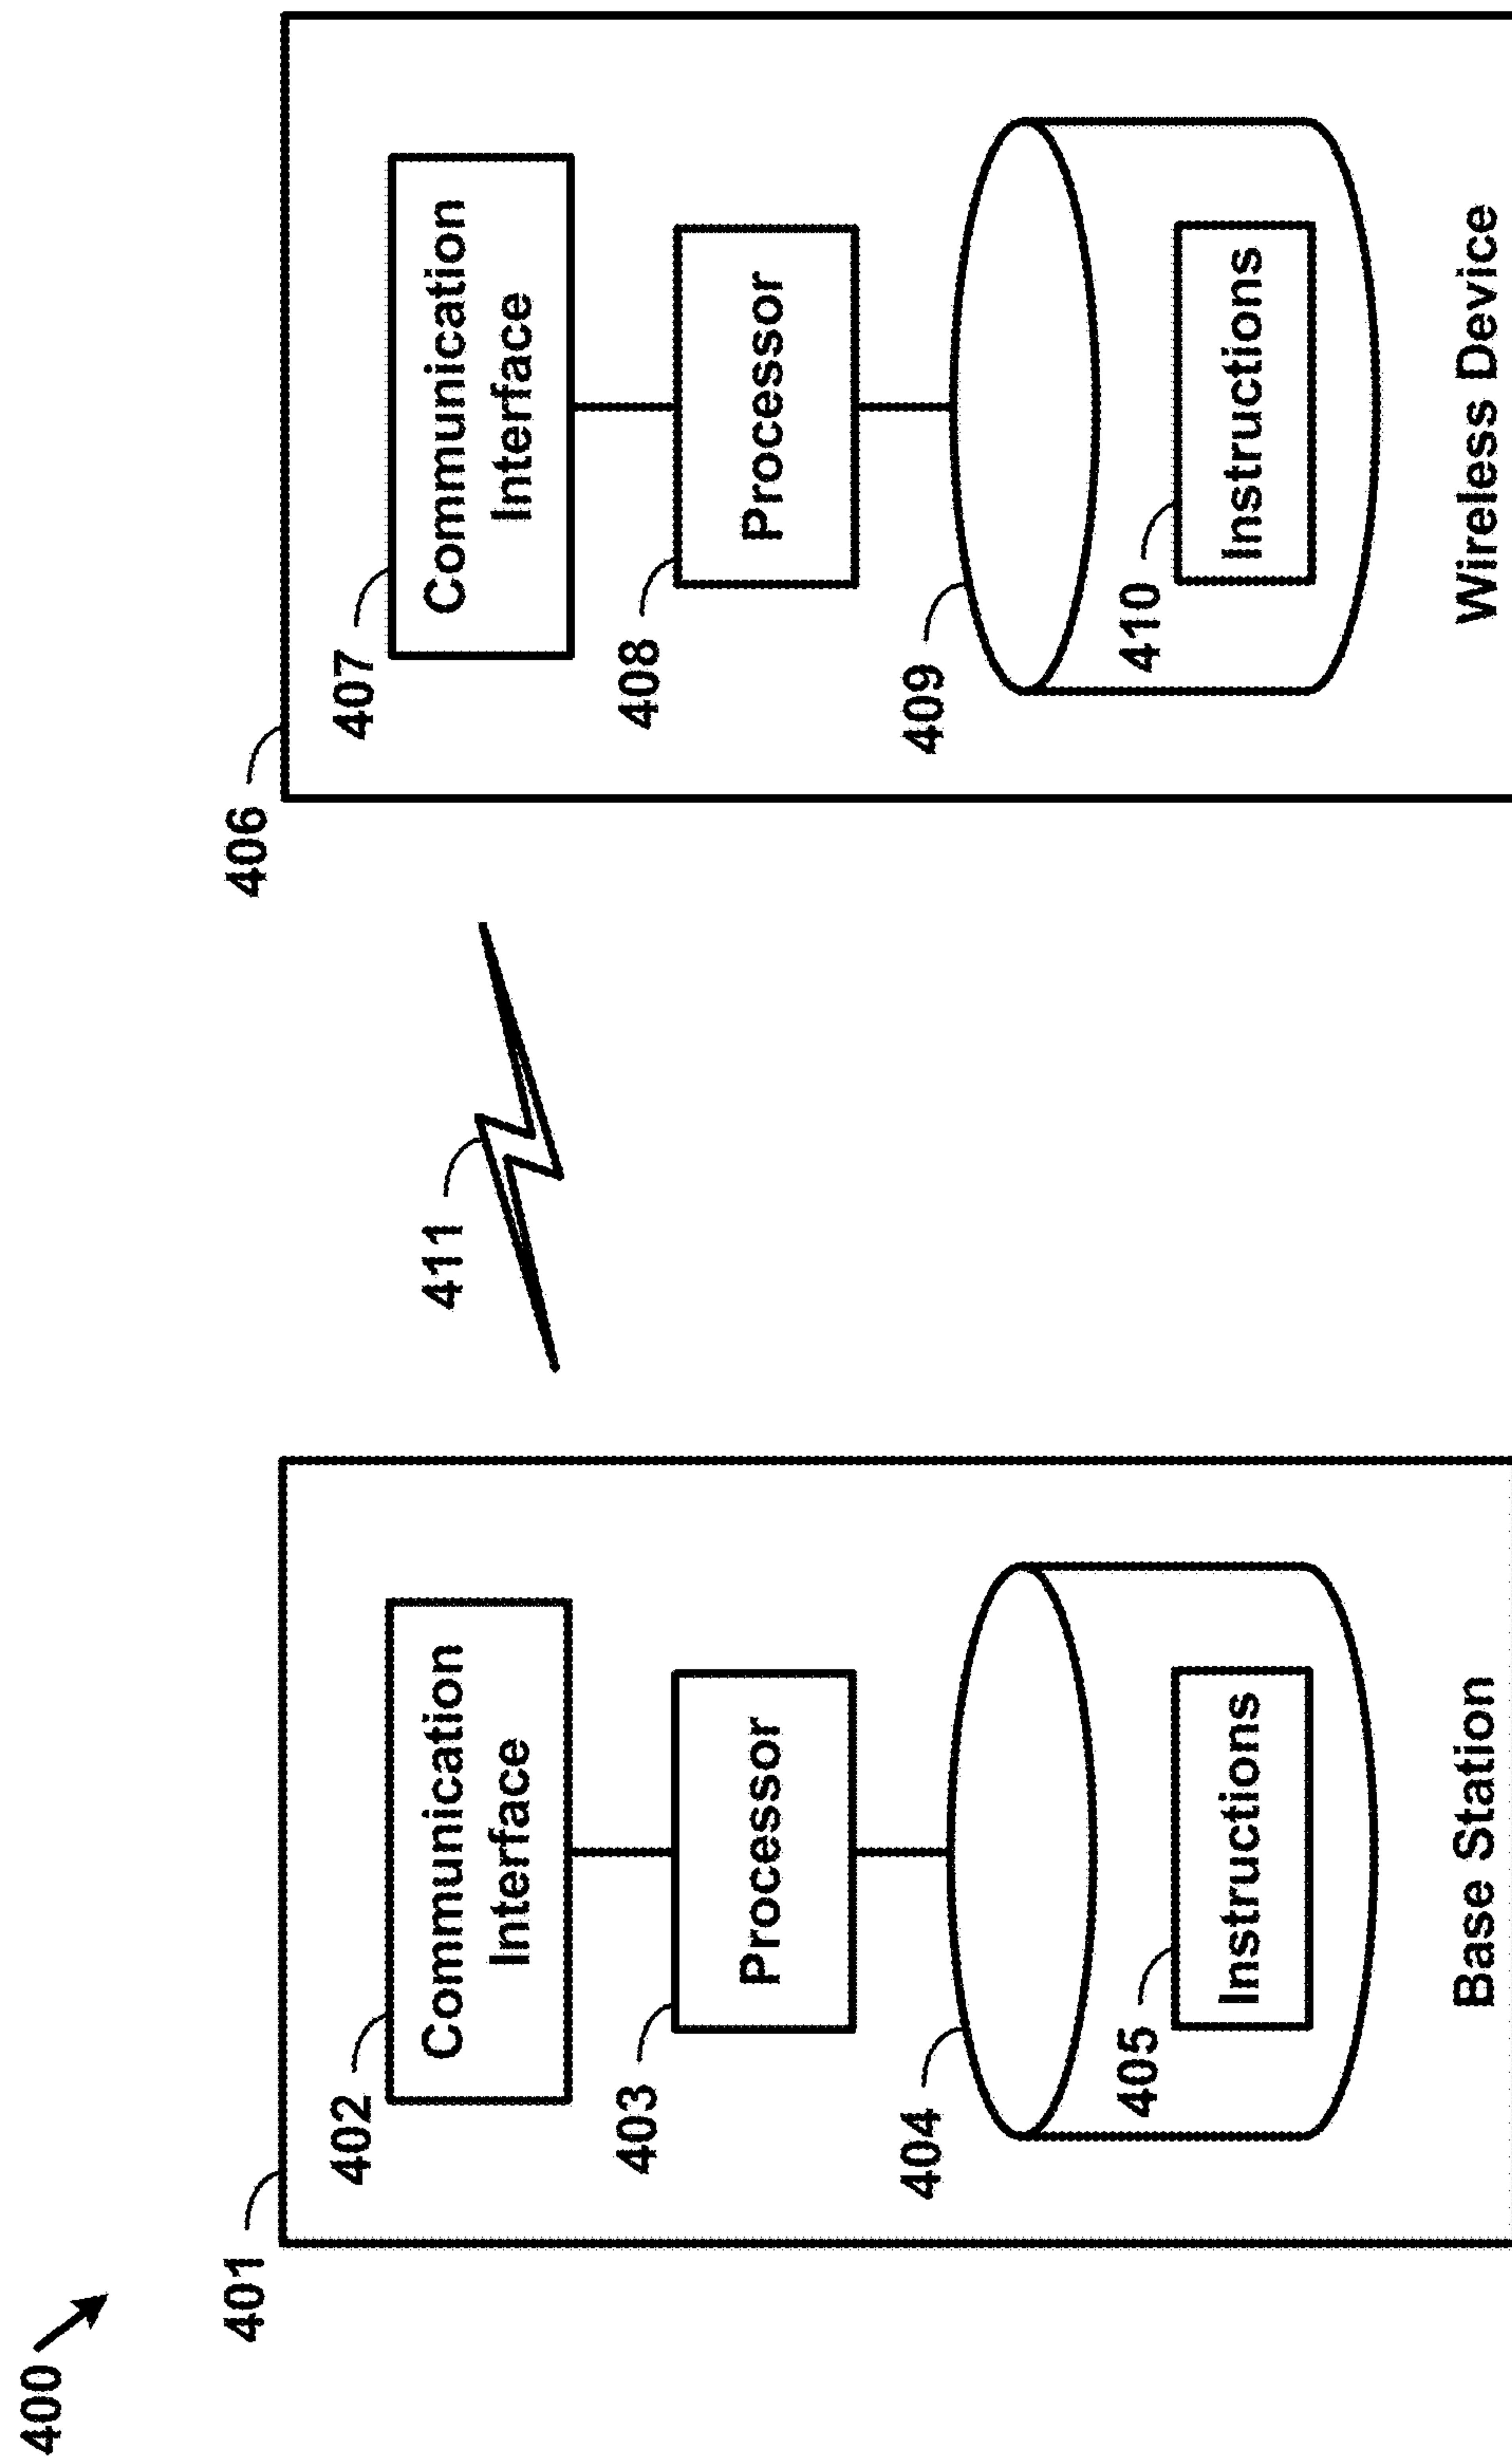 400
401
402
Communication
Interface
403
Processor
404
405
Instructions
Base Station
411
406
407
Communication
Interface
408
Processor
409
410
Instructions
Wireless Device